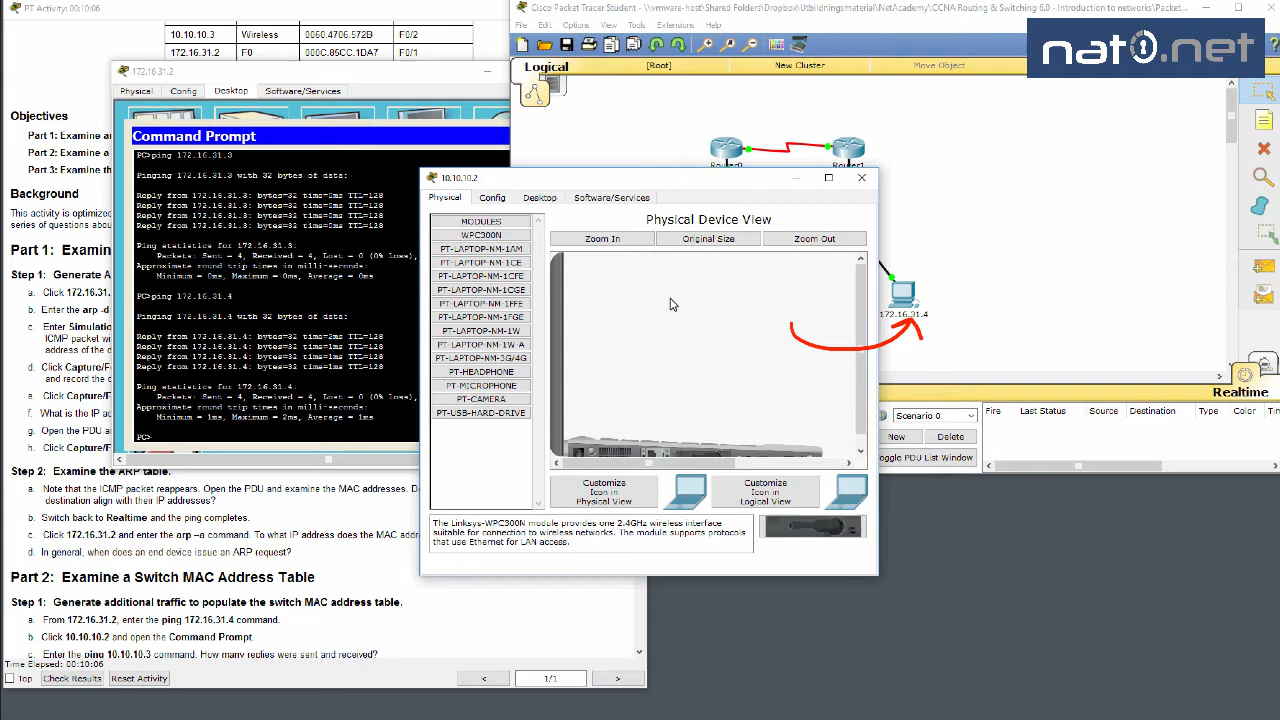 PT Activity: 00:10:06
10.10.10.3 Wireless 0060.4706.572B F0/2
172.16.31.2 F0 000C.85CC.1DA7 F0/1
Objectives
Part 1: Examine a
Part 2: Examine a
Part 3: Examine th
Background
This activity is optimize
series of questions abou
Part 1: Examin
Step 1: Generate A
a. Click 172.16.31.
b. Enter the arp -d
c. Enter Simulation
ICMP packet wi
address of the d
d. Click Capture/F
and record the c
e. Click Capture/F
f. What is the IP ac
g. Open the PDU and
h. Click Capture/Fo
Step 2: Examine the ARP table.
a. Note that the ICMP packet reappears. Open the PDU and examine the MAC addresses. D
destination align with their IP addresses?
b. Switch back to Realtime and the ping completes.
c. Click 172.16.31.2 and enter the arp –a command. To what IP address does the MAC addr
d. In general, when does an end device issue an ARP request?
Part 2: Examine a Switch MAC Address Table
Step 1: Generate additional traffic to populate the switch MAC address table.
a. From 172.16.31.2, enter the ping 172.16.31.4 command.
b. Click 10.10.10.2 and open the Command Prompt.
c. Enter the ping 10.10.10.3 command. How many replies were sent and received?
Time Elapsed: 00:10:06
Top Check Results Reset Activity < 1/1 >
172.16.31.2
Physical Config Desktop Software/Services
Command Prompt
PC>ping 172.16.31.3
Pinging 172.16.31.3 with 32 bytes of data:
Reply from 172.16.31.3: bytes=32 time=0ms TTL=128
Reply from 172.16.31.3: bytes=32 time=0ms TTL=128
Reply from 172.16.31.3: bytes=32 time=0ms TTL=128
Reply from 172.16.31.3: bytes=32 time=0ms TTL=128
Ping statistics for 172.16.31.3:
Packets: Sent = 4, Received = 4, Lost = 0 (0% loss),
Approximate round trip times in milli-seconds:
Minimum = 0ms, Maximum = 0ms, Average = 0ms
PC>ping 172.16.31.4
Pinging 172.16.31.4 with 32 bytes of data:
Reply from 172.16.31.4: bytes=32 time=2ms TTL=128
Reply from 172.16.31.4: bytes=32 time=1ms TTL=128
Reply from 172.16.31.4: bytes=32 time=1ms TTL=128
Reply from 172.16.31.4: bytes=32 time=1ms TTL=128
Ping statistics for 172.16.31.4:
Packets: Sent = 4, Received = 4, Lost = 0 (0% loss),
Approximate round trip times in milli-seconds:
Minimum = 1ms, Maximum = 2ms, Average = 1ms
PC>
Cisco Packet Tracer Student - \\vmware-host\Shared Folders\Dropbox\Utbildningsmaterial\NetAcademy\CCNA Routing & Switching 6.0 - Introduction to networks\Packet...
File Edit Options View Tools Extensions Help
nat0.net
Logical [Root] New Cluster Move Object
Router0 Router1
172.16.31.4
Realtime
Scenario 0
New Delete
oggle PDU List Window
Fire Last Status Source Destination Type Color Tir
10.10.10.2
Physical Config Desktop Software/Services
MODULES
WPC300N
PT-LAPTOP-NM-1AM
PT-LAPTOP-NM-1CE
PT-LAPTOP-NM-1CFE
PT-LAPTOP-NM-1CGE
PT-LAPTOP-NM-1FFE
PT-LAPTOP-NM-1FGE
PT-LAPTOP-NM-1W
PT-LAPTOP-NM-1W-A
PT-LAPTOP-NM-3G/4G
PT-HEADPHONE
PT-MICROPHONE
PT-CAMERA
PT-USB-HARD-DRIVE
Physical Device View
Zoom In Original Size Zoom Out
Customize
Icon in
Physical View
Customize
Icon in
Logical View
The Linksys-WPC300N module provides one 2.4GHz wireless interface
suitable for connection to wireless networks. The module supports protocols
that use Ethernet for LAN access.